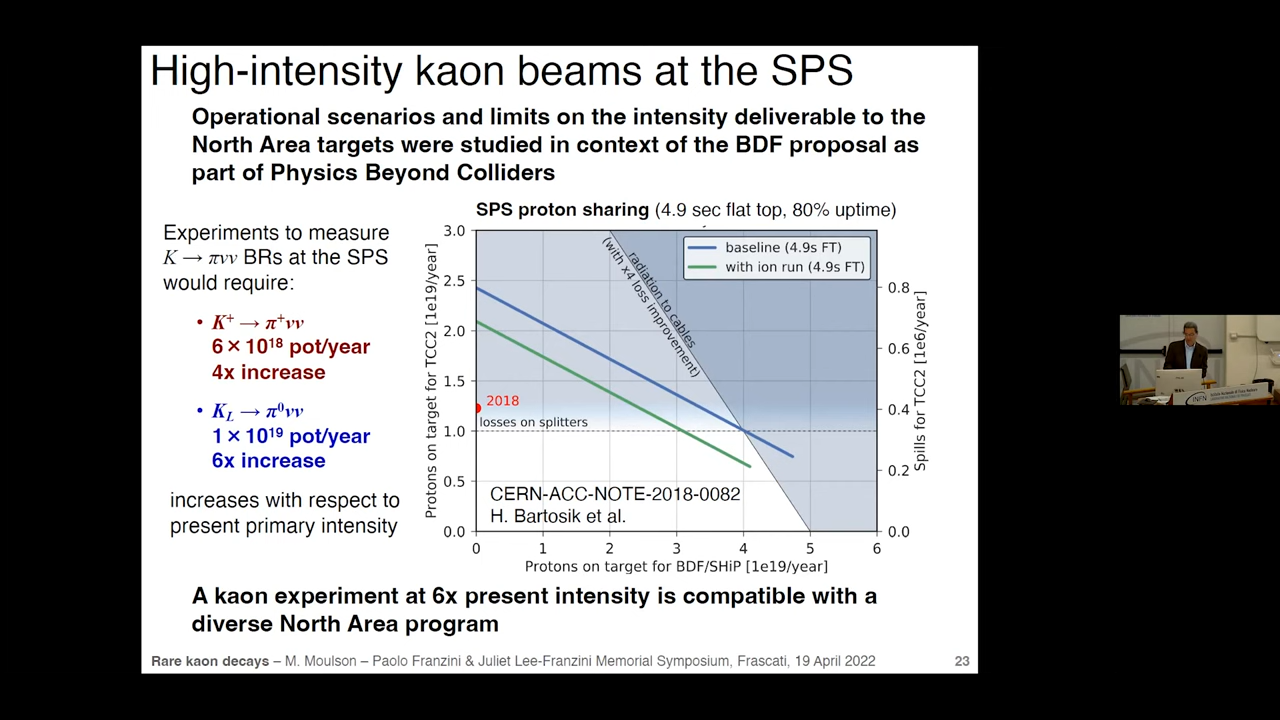 High-intensity kaon beams at the SPS
Operational scenarios and limits on the intensity deliverable to the
North Area targets were studied in context of the BDF proposal as
part of Physics Beyond Colliders
Experiments to measure
K → πνν BRs at the SPS
would require:
• K⁺ → π⁺νν
6 × 10¹⁸ pot/year
4x increase
• K_L → π⁰νν
1 × 10¹⁹ pot/year
6x increase
increases with respect to
present primary intensity
SPS proton sharing (4.9 sec flat top, 80% uptime)
baseline (4.9s FT)
with ion run (4.9s FT)
radiation to cables
(with x4 loss improvement)
2018
losses on splitters
CERN-ACC-NOTE-2018-0082
H. Bartosik et al.
Protons on target for TCC2 [1e19/year]
3.0
2.5
2.0
1.5
1.0
0.5
0.0
0 1 2 3 4 5 6
Protons on target for BDF/SHiP [1e19/year]
0.8
0.6
0.4
0.2
0.0
Spills for TCC2 [1e6/year]
A kaon experiment at 6x present intensity is compatible with a
diverse North Area program
Rare kaon decays – M. Moulson – Paolo Franzini & Juliet Lee-Franzini Memorial Symposium, Frascati, 19 April 2022
23
INFN